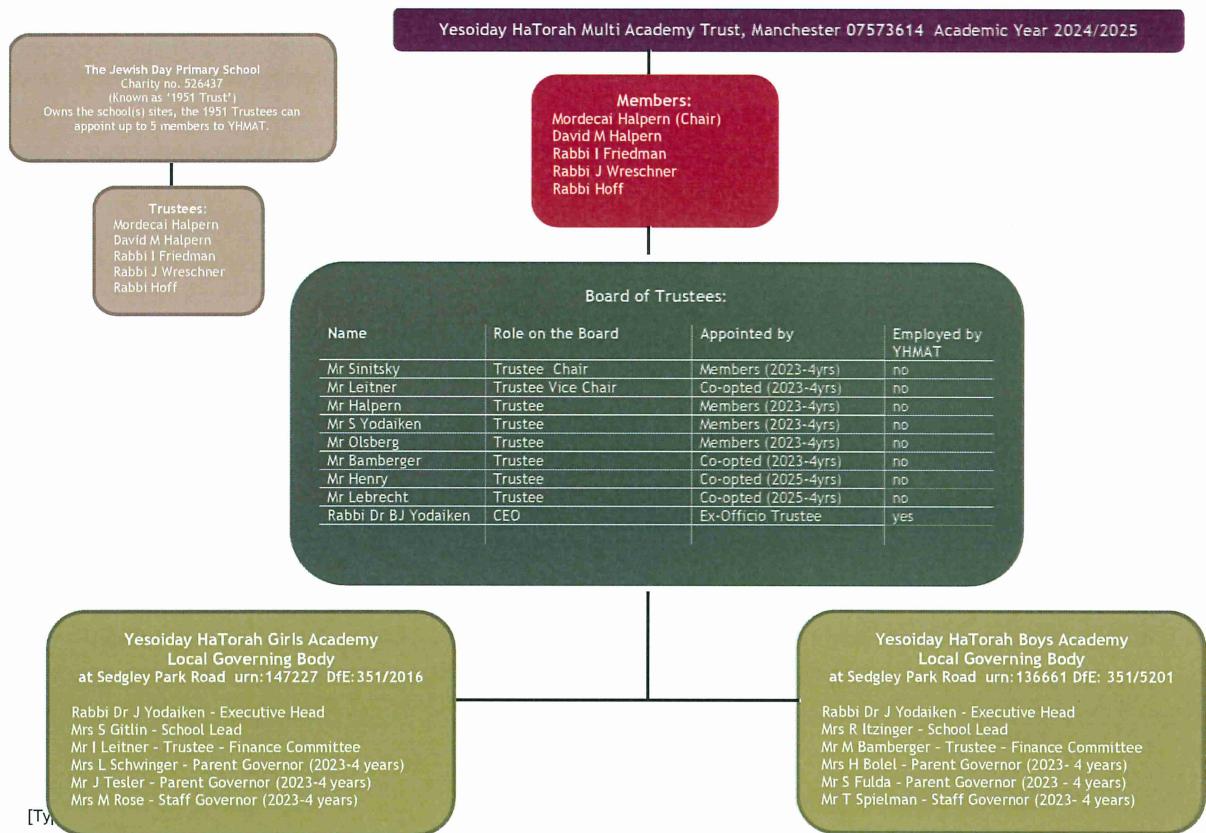 Yesoiday HaTorah Multi Academy Trust, Manchester 07573614 Academic Year 2024/2025
The Jewish Day Primary School
Charity no. 526437
(Known as '1951 Trust')
Owns the school(s) sites, the 1951 Trustees can
appoint up to 5 members to YHMAT.
Trustees:
Mordecai Halpern
David M Halpern
Rabbi I Friedman
Rabbi J Wreschner
Rabbi Hoff
Members:
Mordecai Halpern (Chair)
David M Halpern
Rabbi I Friedman
Rabbi J Wreschner
Rabbi Hoff
Board of Trustees:
Name Role on the Board Appointed by Employed by
YHMAT
Mr Sinitsky Trustee Chair Members (2023-4yrs) no
Mr Leitner Trustee Vice Chair Co-opted (2023-4yrs) no
Mr Halpern Trustee Members (2023-4yrs) no
Mr S Yodaiken Trustee Members (2023-4yrs) no
Mr Olsberg Trustee Members (2023-4yrs) no
Mr Bamberger Trustee Co-opted (2023-4yrs) no
Mr Henry Trustee Co-opted (2025-4yrs) no
Mr Lebrecht Trustee Co-opted (2025-4yrs) no
Rabbi Dr BJ Yodaiken CEO Ex-Officio Trustee yes
Yesoiday HaTorah Girls Academy
Local Governing Body
at Sedgley Park Road urn:147227 DfE:351/2016
Rabbi Dr J Yodaiken - Executive Head
Mrs S Gitlin - School Lead
Mr I Leitner - Trustee - Finance Committee
Mrs L Schwinger - Parent Governor (2023-4 years)
Mr J Tesler - Parent Governor (2023-4 years)
Mrs M Rose - Staff Governor (2023-4 years)
Yesoiday HaTorah Boys Academy
Local Governing Body
at Sedgley Park Road urn:136661 DfE: 351/5201
Rabbi Dr J Yodaiken - Executive Head
Mrs R Itzinger - School Lead
Mr M Bamberger - Trustee - Finance Committee
Mrs H Bolel - Parent Governor (2023- 4 years)
Mr S Fulda - Parent Governor (2023 - 4 years)
Mr T Spielman - Staff Governor (2023- 4 years)